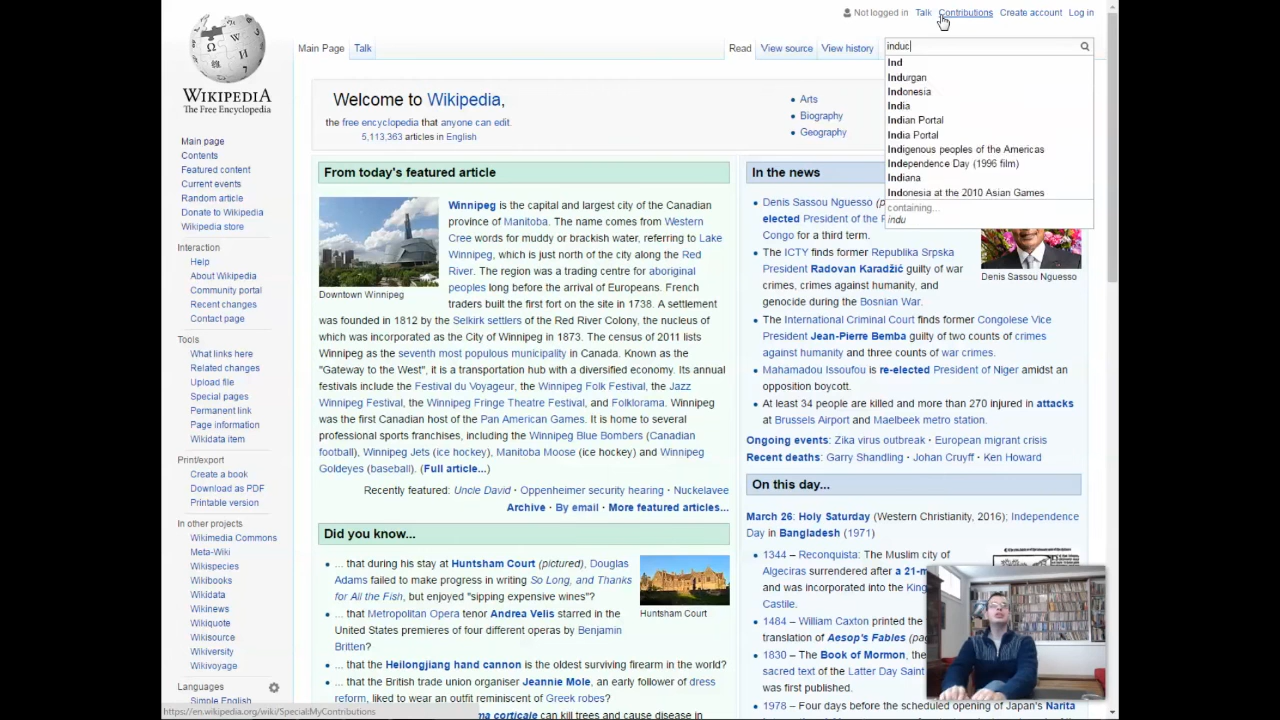 Not logged in Talk Contributions Create account Log in
Main Page Talk Read View source View history
induc
Ind
Indurgan
Indonesia
India
Indian Portal
India Portal
Indigenous peoples of the Americas
Independence Day (1996 film)
Indiana
Indonesia at the 2010 Asian Games
containing...
indu
WIKIPEDIA
The Free Encyclopedia
Main page
Contents
Featured content
Current events
Random article
Donate to Wikipedia
Wikipedia store
Interaction
Help
About Wikipedia
Community portal
Recent changes
Contact page
Tools
What links here
Related changes
Upload file
Special pages
Permanent link
Page information
Wikidata item
Print/export
Create a book
Download as PDF
Printable version
In other projects
Wikimedia Commons
Meta-Wiki
Wikispecies
Wikibooks
Wikidata
Wikinews
Wikiquote
Wikisource
Wikiversity
Wikivoyage
Languages
Simple English
https://en.wikipedia.org/wiki/Special:MyContributions
Welcome to Wikipedia,
the free encyclopedia that anyone can edit.
5,113,363 articles in English
Arts
Biography
Geography
From today's featured article
Winnipeg is the capital and largest city of the Canadian
province of Manitoba. The name comes from Western
Cree words for muddy or brackish water, referring to Lake
Winnipeg, which is just north of the city along the Red
River. The region was a trading centre for aboriginal
peoples long before the arrival of Europeans. French
traders built the first fort on the site in 1738. A settlement
Downtown Winnipeg
was founded in 1812 by the Selkirk settlers of the Red River Colony, the nucleus of
which was incorporated as the City of Winnipeg in 1873. The census of 2011 lists
Winnipeg as the seventh most populous municipality in Canada. Known as the
"Gateway to the West", it is a transportation hub with a diversified economy. Its annual
festivals include the Festival du Voyageur, the Winnipeg Folk Festival, the Jazz
Winnipeg Festival, the Winnipeg Fringe Theatre Festival, and Folklorama. Winnipeg
was the first Canadian host of the Pan American Games. It is home to several
professional sports franchises, including the Winnipeg Blue Bombers (Canadian
football), Winnipeg Jets (ice hockey), Manitoba Moose (ice hockey) and Winnipeg
Goldeyes (baseball). (Full article...)
Recently featured: Uncle David · Oppenheimer security hearing · Nuckelavee
Archive · By email · More featured articles...
Did you know...
... that during his stay at Huntsham Court (pictured), Douglas
Adams failed to make progress in writing So Long, and Thanks
for All the Fish, but enjoyed "sipping expensive wines"?
Huntsham Court
... that Metropolitan Opera tenor Andrea Velis starred in the
United States premieres of four different operas by Benjamin
Britten?
... that the Heilongjiang hand cannon is the oldest surviving firearm in the world?
... that the British trade union organiser Jeannie Mole, an early follower of dress
reform, liked to wear an outfit reminiscent of Greek robes?
ma corticale can kill trees and cause disease in
In the news
Denis Sassou Nguesso
elected President of the
Congo for a third term.
Denis Sassou Nguesso
The ICTY finds former Republika Srpska
President Radovan Karadžić guilty of war
crimes, crimes against humanity, and
genocide during the Bosnian War.
The International Criminal Court finds former Congolese Vice
President Jean-Pierre Bemba guilty of two counts of crimes
against humanity and three counts of war crimes.
Mahamadou Issoufou is re-elected President of Niger amidst an
opposition boycott.
At least 34 people are killed and more than 270 injured in attacks
at Brussels Airport and Maelbeek metro station.
Ongoing events: Zika virus outbreak · European migrant crisis
Recent deaths: Garry Shandling · Johan Cruyff · Ken Howard
On this day...
March 26: Holy Saturday (Western Christianity, 2016); Independence
Day in Bangladesh (1971)
1344 – Reconquista: The Muslim city of
Algeciras surrendered after a 21-m
and was incorporated into the King
Castile.
1484 – William Caxton printed the
translation of Aesop's Fables
1830 – The Book of Mormon, the
sacred text of the Latter Day Saint
was first published.
1978 – Four days before the scheduled opening of Japan's Narita